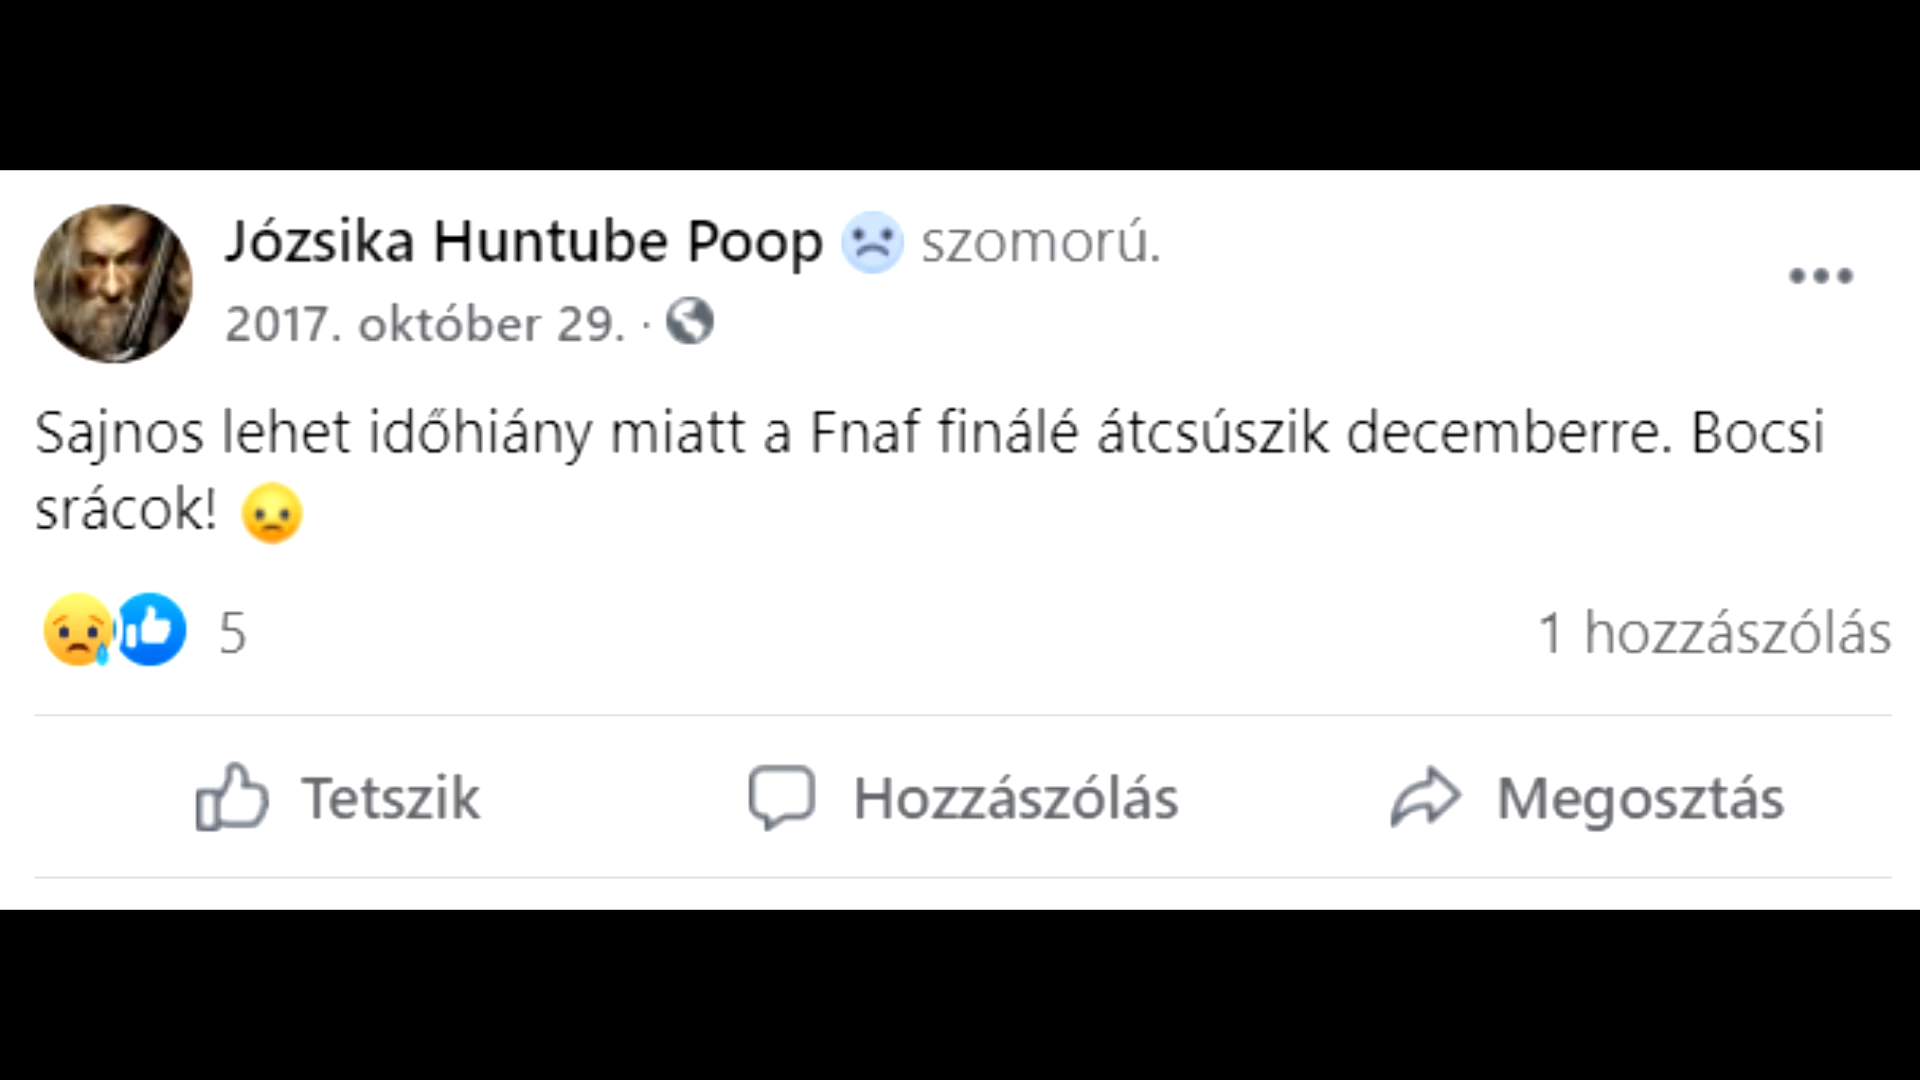 Józsika Huntube Poop ☹️ szomorú.
2017. október 29. ·
Sajnos lehet időhiány miatt a Fnaf finálé átcsúszik decemberre. Bocsi
srácok! 😞
5
1 hozzászólás
Tetszik
Hozzászólás
Megosztás